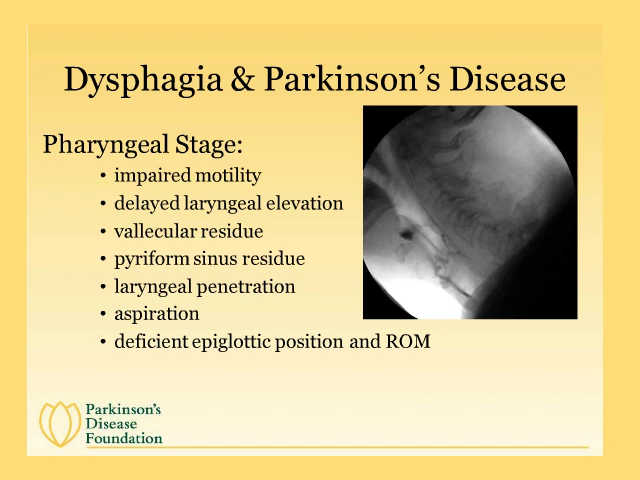 Dysphagia & Parkinson’s Disease
Pharyngeal Stage:
• impaired motility
• delayed laryngeal elevation
• vallecular residue
• pyriform sinus residue
• laryngeal penetration
• aspiration
• deficient epiglottic position and ROM
Parkinson’s
Disease
Foundation